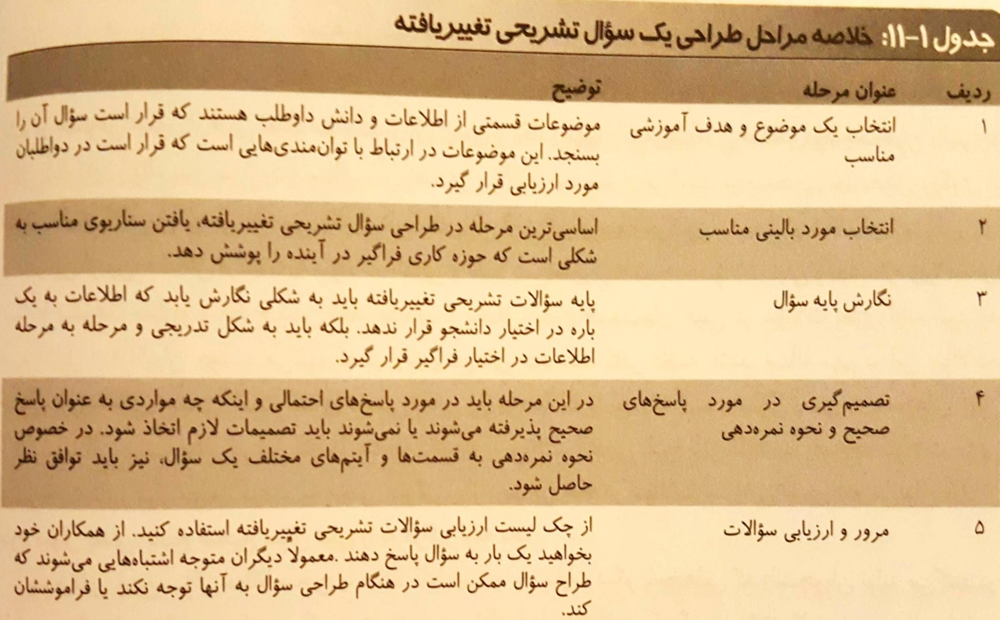 جدول ۱-۱۱: خلاصه مراحل طراحی یک سؤال تشریحی تغییریافته
ردیف عنوان مرحله توضیح
۱ انتخاب یک موضوع و هدف آموزشی موضوعات قسمتی از اطلاعات و دانش داوطلب هستند که قرار است سؤال آن را
مناسب بسنجد. این موضوعات در ارتباط با توان‌مندی‌هایی است که قرار است در دواطلبان
مورد ارزیابی قرار گیرد.
۲ انتخاب مورد بالینی مناسب اساسی‌ترین مرحله در طراحی سؤال تشریحی تغییریافته، یافتن سناریوی مناسب به
شکلی است که حوزه کاری فراگیر در آینده را پوشش دهد.
۳ نگارش پایه سؤال پایه سؤالات تشریحی تغییریافته باید به شکلی نگارش یابد که اطلاعات به یک
باره در اختیار دانشجو قرار ندهد. بلکه باید به شکل تدریجی و مرحله به مرحله
اطلاعات در اختیار فراگیر قرار گیرد.
۴ تصمیم‌گیری در مورد پاسخ‌های در این مرحله باید در مورد پاسخ‌های احتمالی و اینکه چه مواردی به عنوان پاسخ
صحیح و نحوه نمره‌دهی صحیح پذیرفته می‌شوند یا نمی‌شوند باید تصمیمات لازم اتخاذ شود. در خصوص
نحوه نمره‌دهی به قسمت‌ها و آیتم‌های مختلف یک سؤال، نیز باید توافق نظر
حاصل شود.
۵ مرور و ارزیابی سؤالات از چک لیست ارزیابی سؤالات تشریحی تغییریافته استفاده کنید. از همکاران خود
بخواهید یک بار به سؤال پاسخ دهند .معمولاً دیگران متوجه اشتباه‌هایی می‌شوند که
طراح سؤال ممکن است در هنگام طراحی سؤال به آنها توجه نکند یا فراموششان
کند.